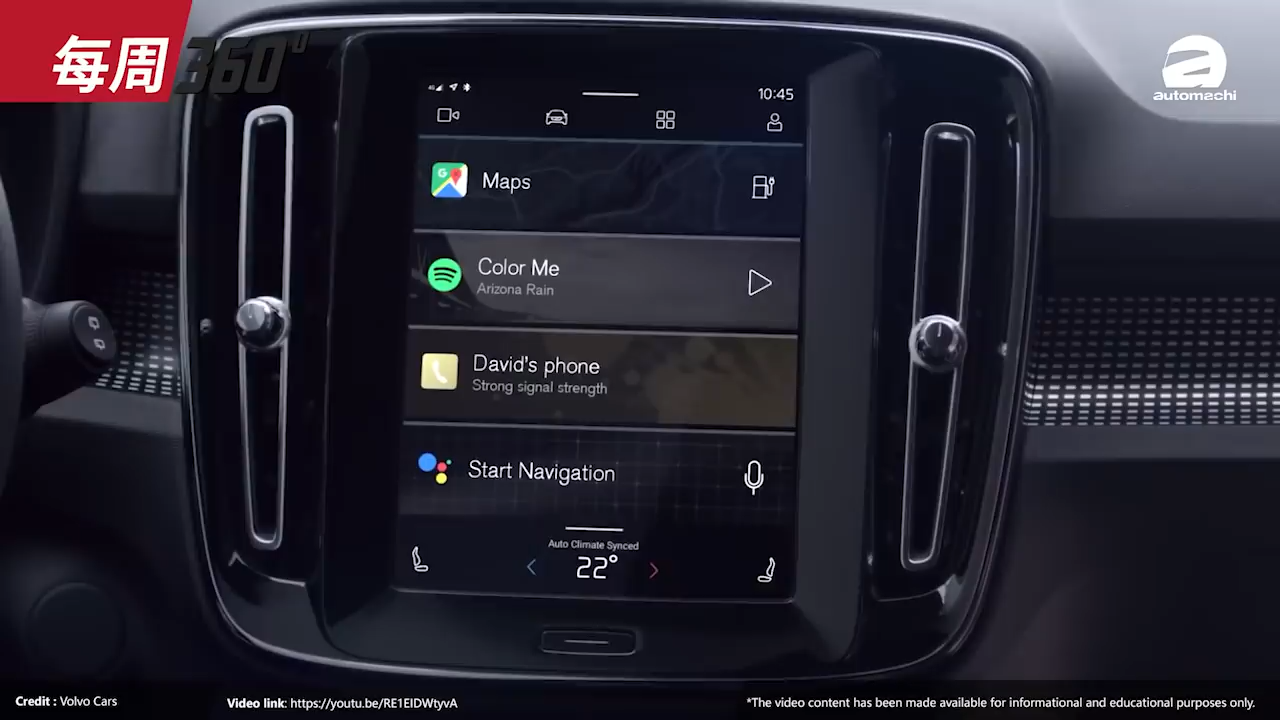 每周360°
automachi
4G
10:45
Maps
Color Me
Arizona Rain
David's phone
Strong signal strength
Start Navigation
Auto Climate Synced
22°
Credit : Volvo Cars
Video link: https://youtu.be/RE1EIDWtyvA
*The video content has been made available for informational and educational purposes only.